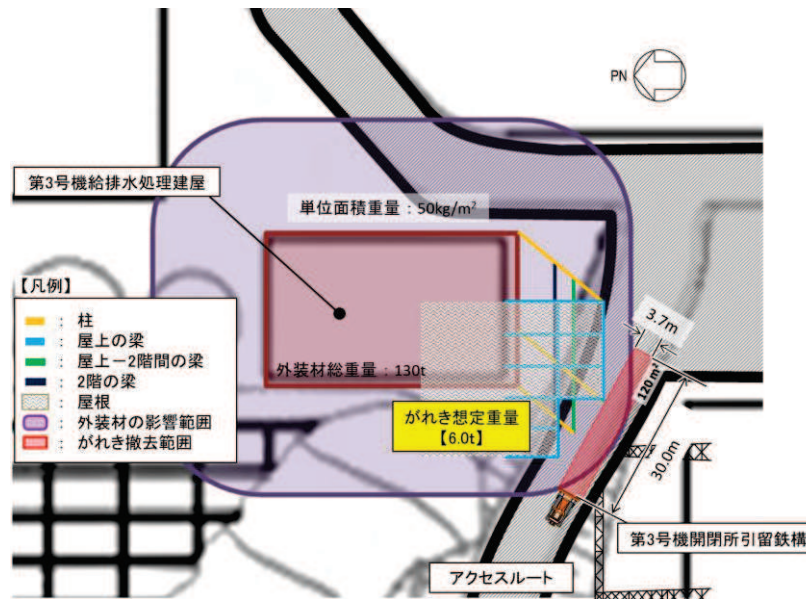 PN
第3号機給排水処理建屋
単位面積重量：50kg/m²
【凡例】
： 柱
： 屋上の梁
： 屋上－2階間の梁
： 2階の梁
： 屋根
： 外装材の影響範囲
： がれき撤去範囲
外装材総重量：130t
がれき想定重量
【6.0t】
3.7m
120m²
30.0m
第3号機開閉所引留鉄構
アクセスルート